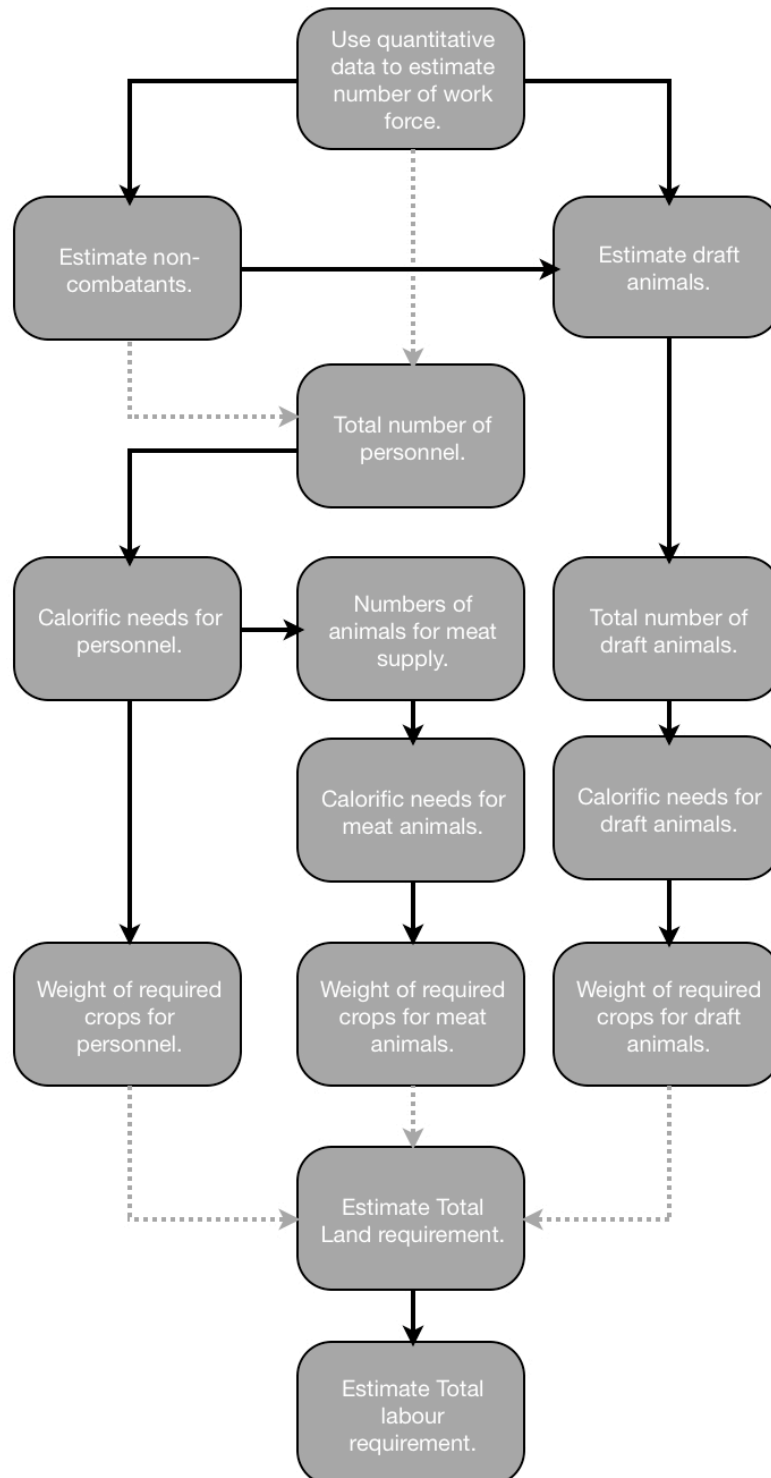 Use quantitative
data to estimate
number of work
force.
Estimate non-
combatants.
Estimate draft
animals.
Total number of
personnel.
Calorific needs for
personnel.
Numbers of
animals for meat
supply.
Total number of
draft animals.
Calorific needs for
meat animals.
Calorific needs for
draft animals.
Weight of required
crops for
personnel.
Weight of required
crops for meat
animals.
Weight of required
crops for draft
animals.
Estimate Total
Land requirement.
Estimate Total
labour
requirement.